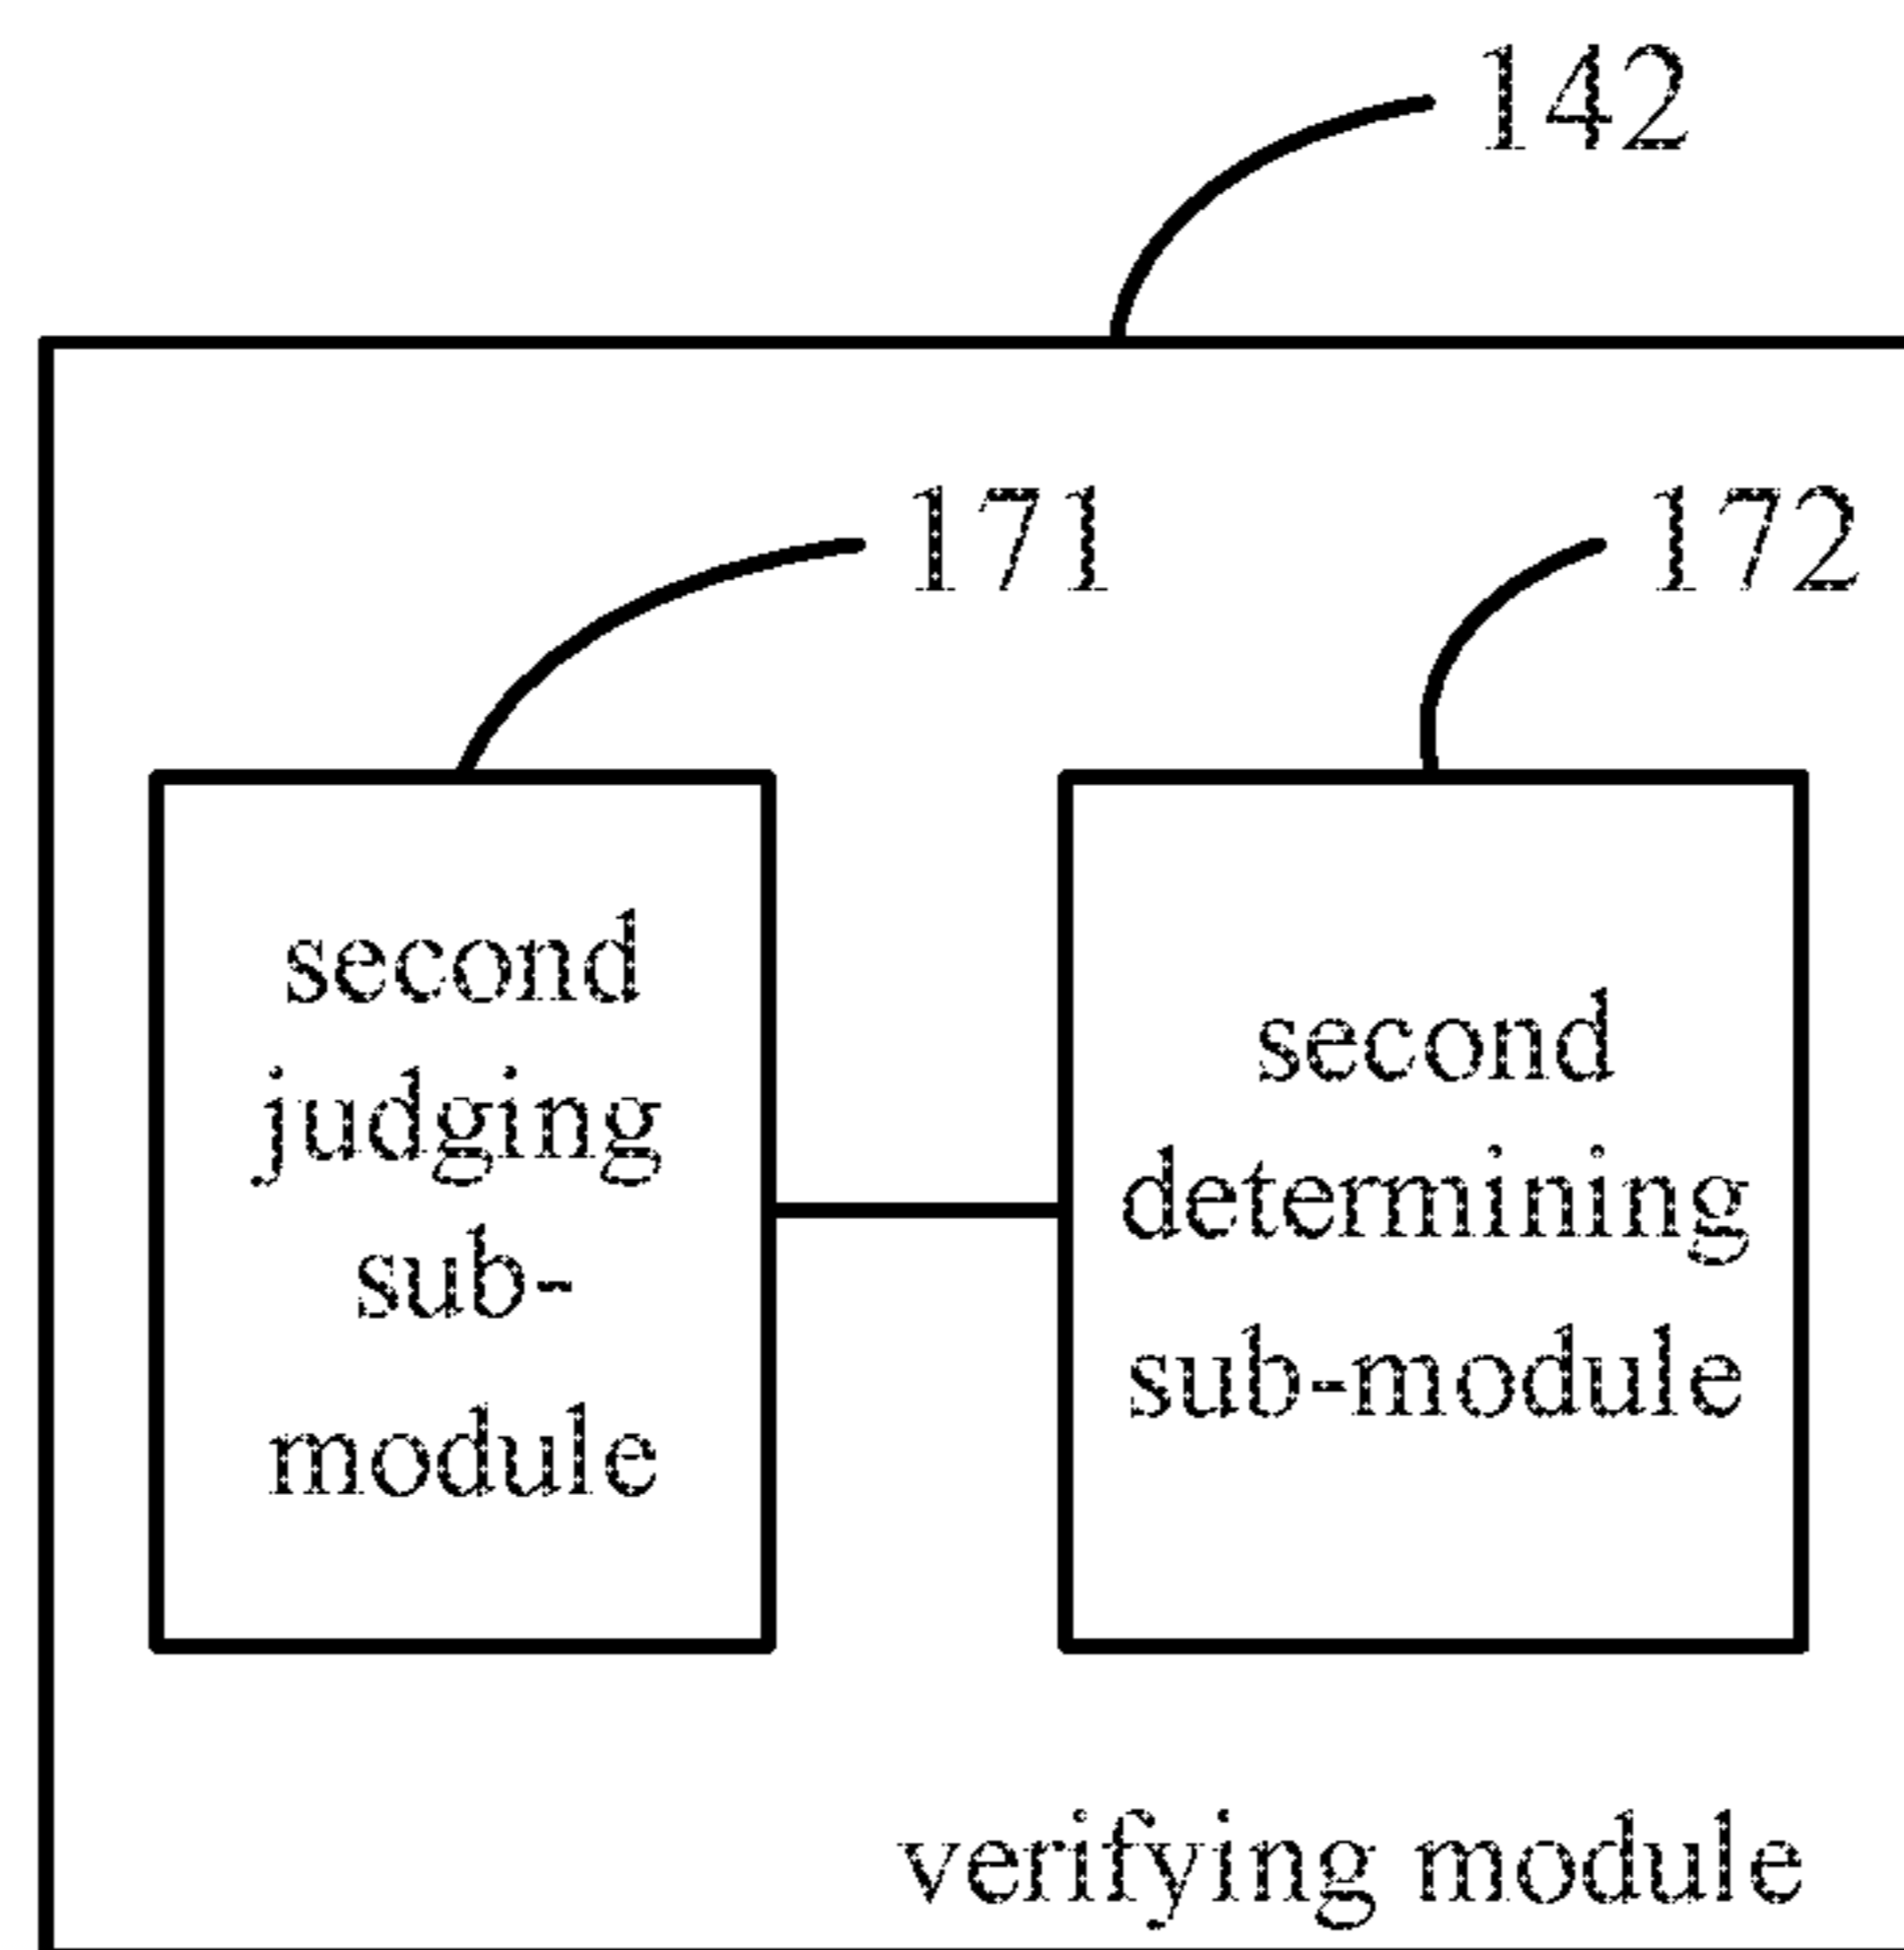 142
171
172
second
judging
sub-
module
second
determining
sub-module
verifying module